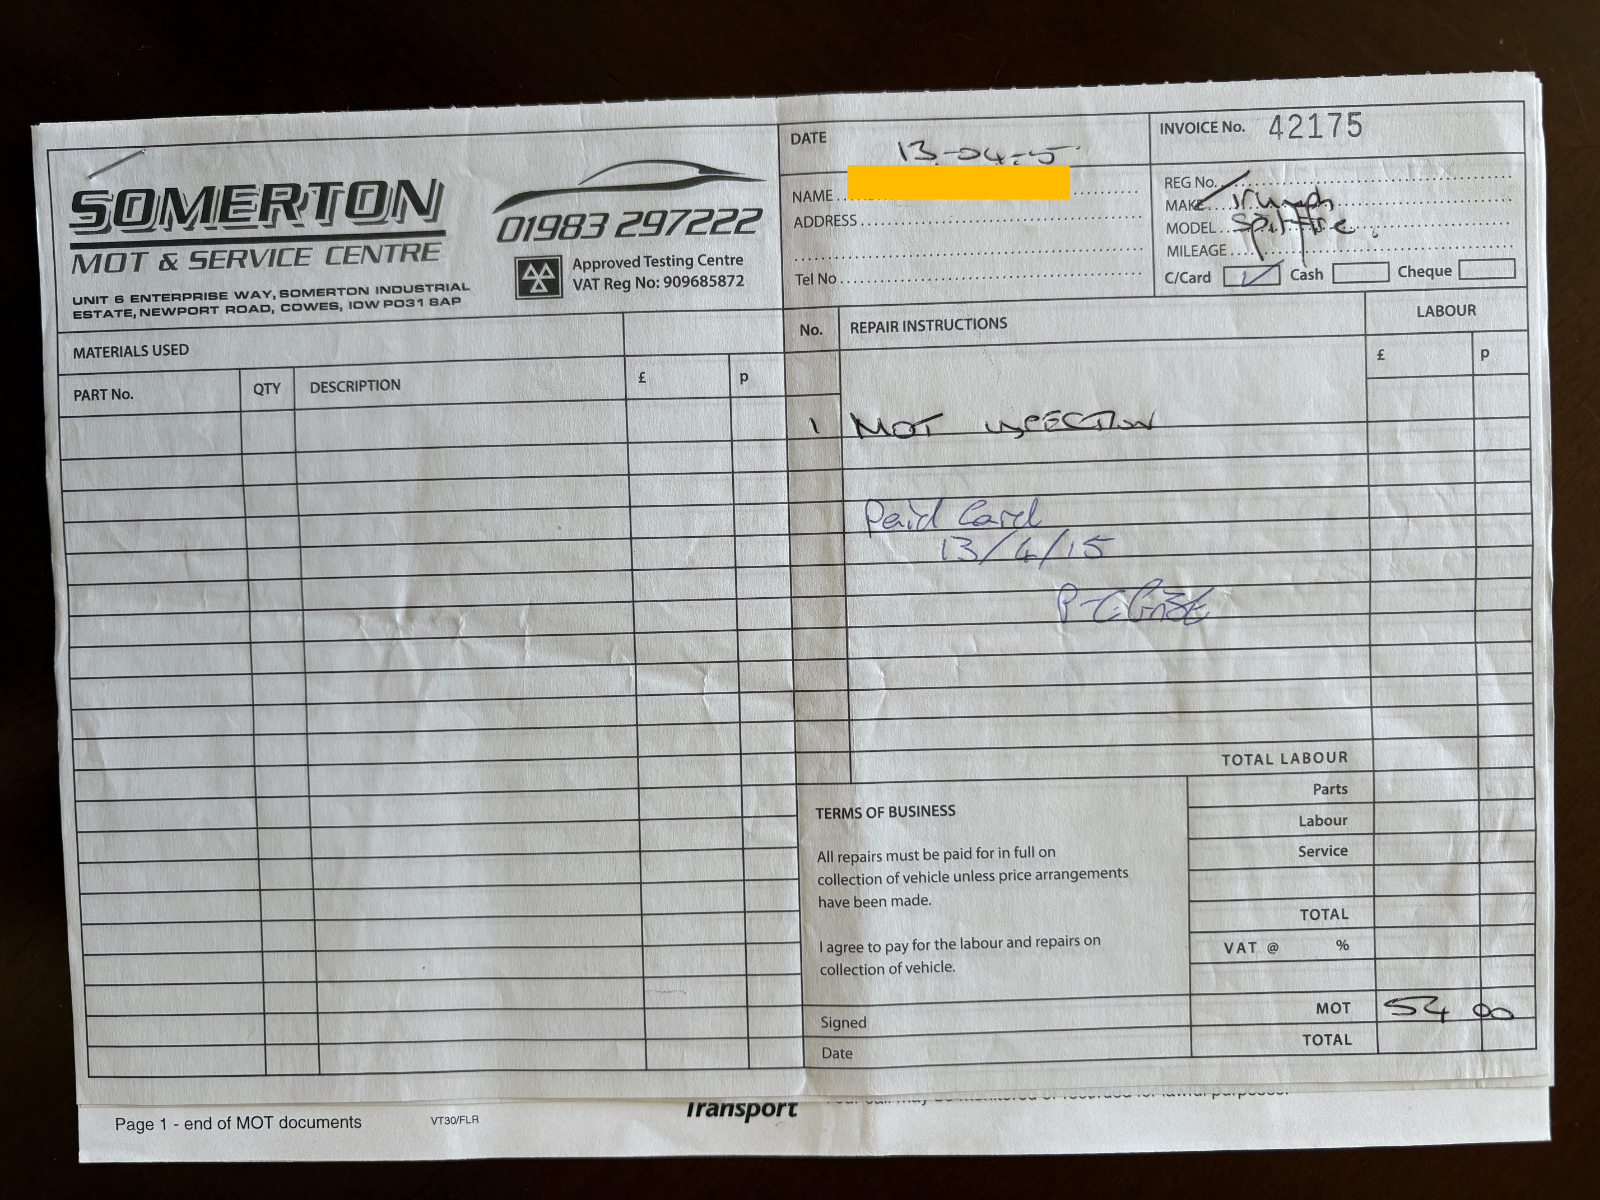 SOMERTON
MOT & SERVICE CENTRE
UNIT 6 ENTERPRISE WAY, SOMERTON INDUSTRIAL
ESTATE, NEWPORT ROAD, COWES, IOW PO31 8AP
01983 297222
Approved Testing Centre
VAT Reg No: 909685872
DATE 13-04-5
NAME
ADDRESS
Tel No
INVOICE No. 42175
REG No.
MAKE Triumph
MODEL Spitfire
MILEAGE
C/Card Cash Cheque
MATERIALS USED
PART No. QTY DESCRIPTION £ p
No. REPAIR INSTRUCTIONS LABOUR
£ p
1 MOT INSPECTION
Paid Card
13/4/15
TOTAL LABOUR
Parts
Labour
Service
TOTAL
VAT @ %
MOT 54 00
TOTAL
TERMS OF BUSINESS
All repairs must be paid for in full on
collection of vehicle unless price arrangements
have been made.
I agree to pay for the labour and repairs on
collection of vehicle.
Signed
Date
Page 1 - end of MOT documents
VT30/FLR
Transport